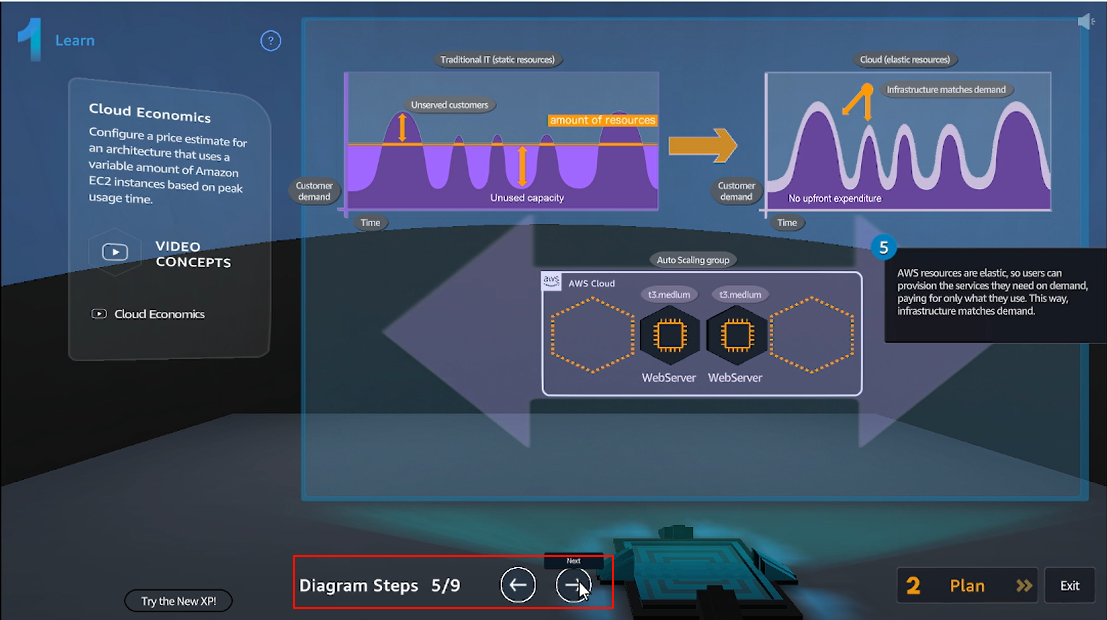 1 Learn
?
Cloud Economics
Configure a price estimate for
an architecture that uses a
variable amount of Amazon
EC2 instances based on peak
usage time.
VIDEO
CONCEPTS
Cloud Economics
Traditional IT (static resources)
Unserved customers
amount of resources
Unused capacity
Customer
demand
Time
Cloud (elastic resources)
Infrastructure matches demand
Customer
demand
No upfront expenditure
Time
Auto Scaling group
aws
AWS Cloud
t3.medium
t3.medium
WebServer
WebServer
5
AWS resources are elastic, so users can
provision the services they need on demand,
paying for only what they use. This way,
infrastructure matches demand.
Next
Diagram Steps 5/9
Try the New XP!
2 Plan
Exit